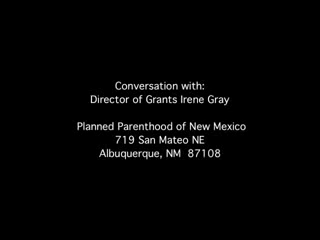 Conversation with:
Director of Grants Irene Gray
Planned Parenthood of New Mexico
719 San Mateo NE
Albuquerque, NM  87108